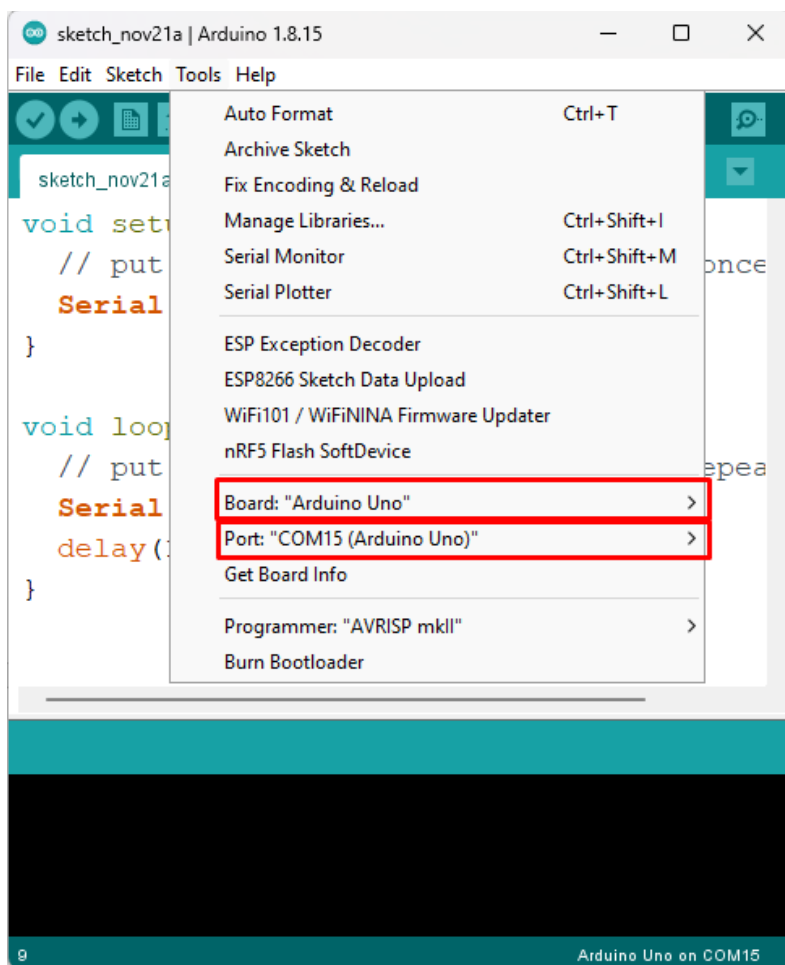 sketch_nov21a | Arduino 1.8.15
File Edit Sketch Tools Help
Auto Format Ctrl+T
Archive Sketch
sketch_nov21a
Fix Encoding & Reload
void setu
Manage Libraries... Ctrl+Shift+I
// put
Serial Monitor Ctrl+Shift+M
once
Serial
Serial Plotter Ctrl+Shift+L
}
ESP Exception Decoder
ESP8266 Sketch Data Upload
void loop
WiFi101 / WiFiNINA Firmware Updater
nRF5 Flash SoftDevice
// put
epea
Serial
Board: "Arduino Uno" >
delay(
Port: "COM15 (Arduino Uno)" >
}
Get Board Info
Programmer: "AVRISP mkII" >
Burn Bootloader
9 Arduino Uno on COM15